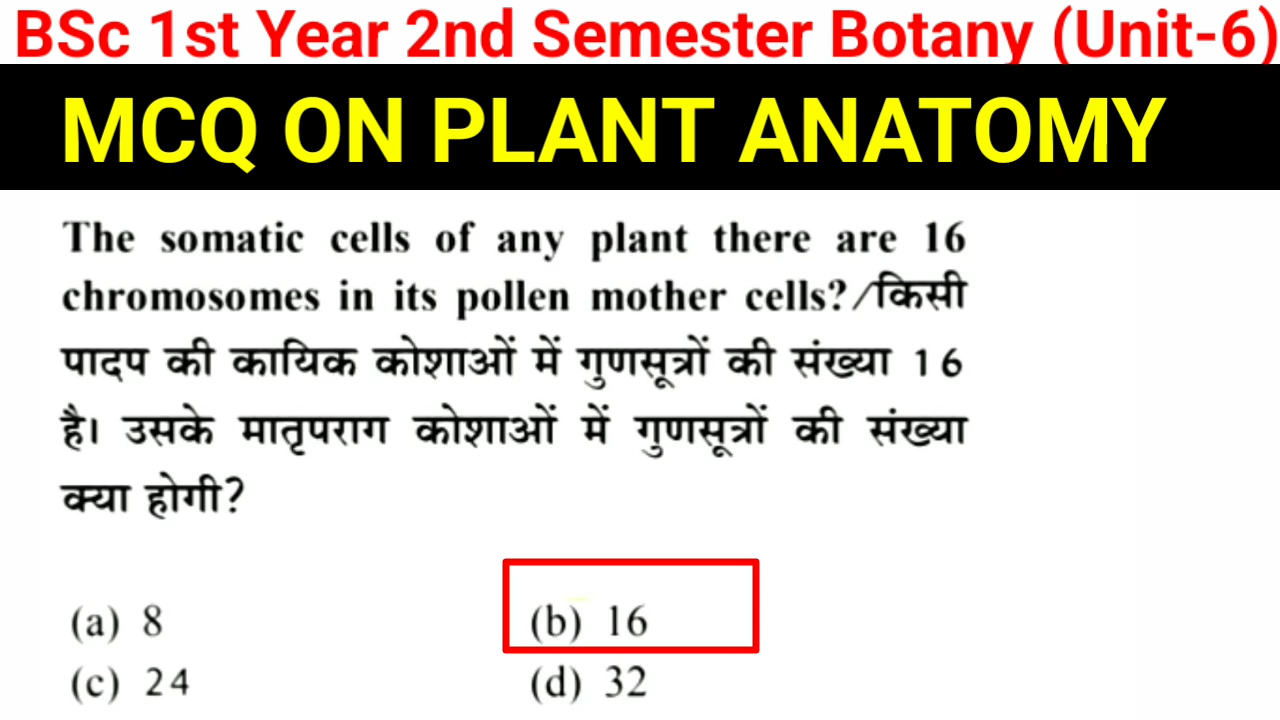 BSc 1st Year 2nd Semester Botany (Unit-6)
MCQ ON PLANT ANATOMY
The somatic cells of any plant there are 16
chromosomes in its pollen mother cells?/किसी
पादप की कायिक कोशाओं में गुणसूत्रों की संख्या 16
है। उसके मातृपराग कोशाओं में गुणसूत्रों की संख्या
क्या होगी?
(a) 8 (b) 16
(c) 24 (d) 32